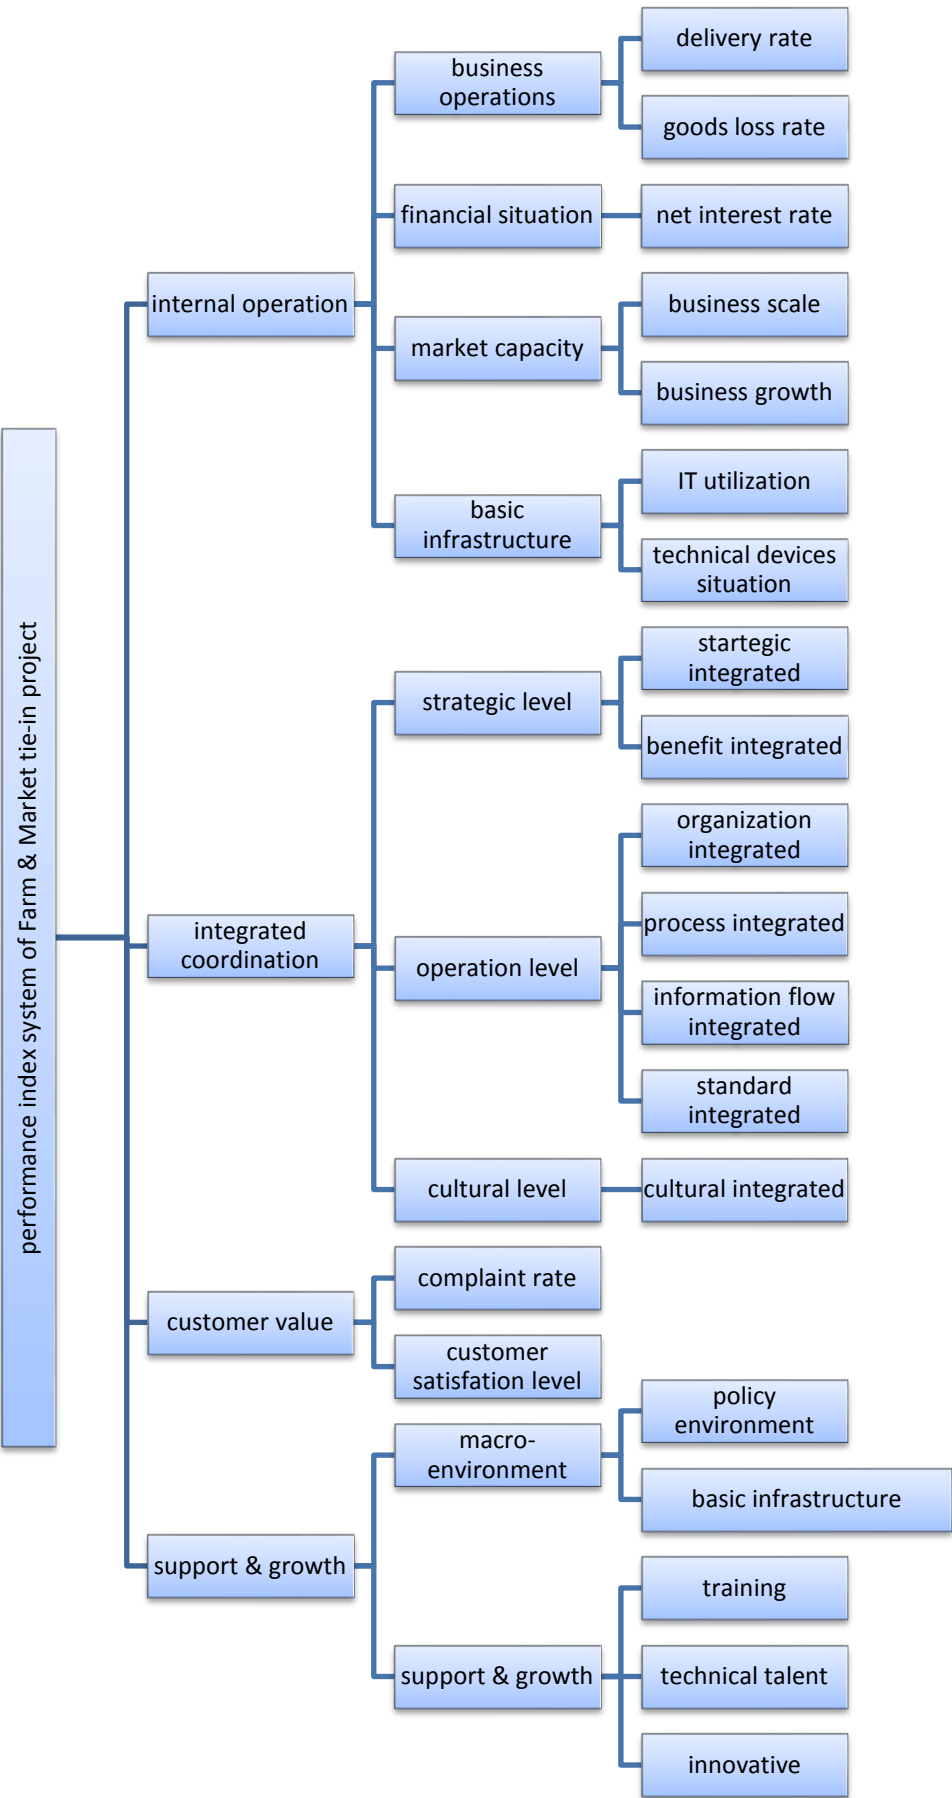 performance index system of Farm & Market tie-in project
internal operation
business
operations
delivery rate
goods loss rate
financial situation
net interest rate
market capacity
business scale
business growth
basic
infrastructure
IT utilization
technical devices
situation
integrated
coordination
strategic level
startegic
integrated
benefit integrated
operation level
organization
integrated
process integrated
information flow
integrated
standard
integrated
cultural level
cultural integrated
customer value
complaint rate
customer
satisfation level
support & growth
macro-
environment
policy
environment
basic infrastructure
support & growth
training
technical talent
innovative